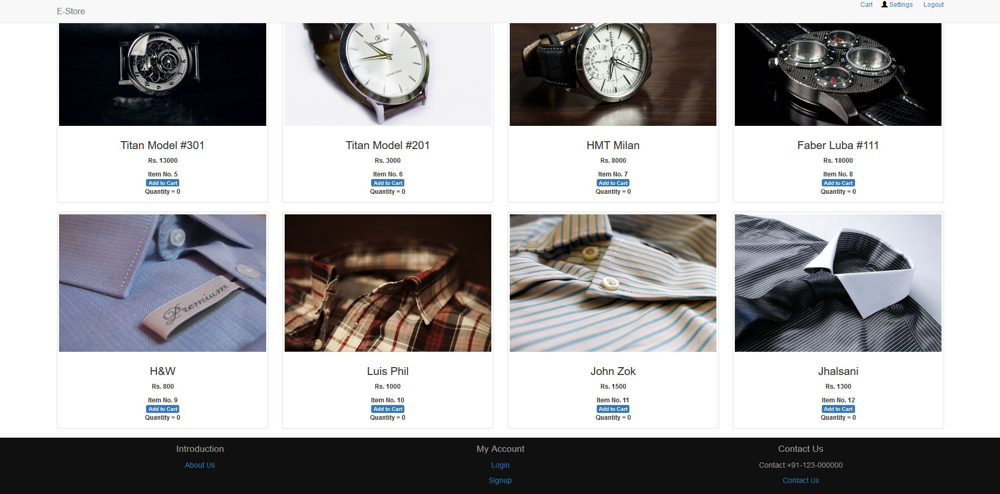 E-Store
Cart Settings Logout
Titan Model #301
Rs. 13000
Item No. 5
Add to Cart
Quantity = 0
SAPPHIRE COATED
Titan Model #201
Rs. 3000
Item No. 6
Add to Cart
Quantity = 0
FESTINA
HMT Milan
Rs. 8000
Item No. 7
Add to Cart
Quantity = 0
Faber Luba #111
Rs. 18000
Item No. 8
Add to Cart
Quantity = 0
Premium
H&W
Rs. 800
Item No. 9
Add to Cart
Quantity = 0
Luis Phil
Rs. 1000
Item No. 10
Add to Cart
Quantity = 0
John Zok
Rs. 1500
Item No. 11
Add to Cart
Quantity = 0
Jhalsani
Rs. 1300
Item No. 12
Add to Cart
Quantity = 0
Introduction
About Us
My Account
Login
Signup
Contact Us
Contact:+91-123-000000
Contact Us